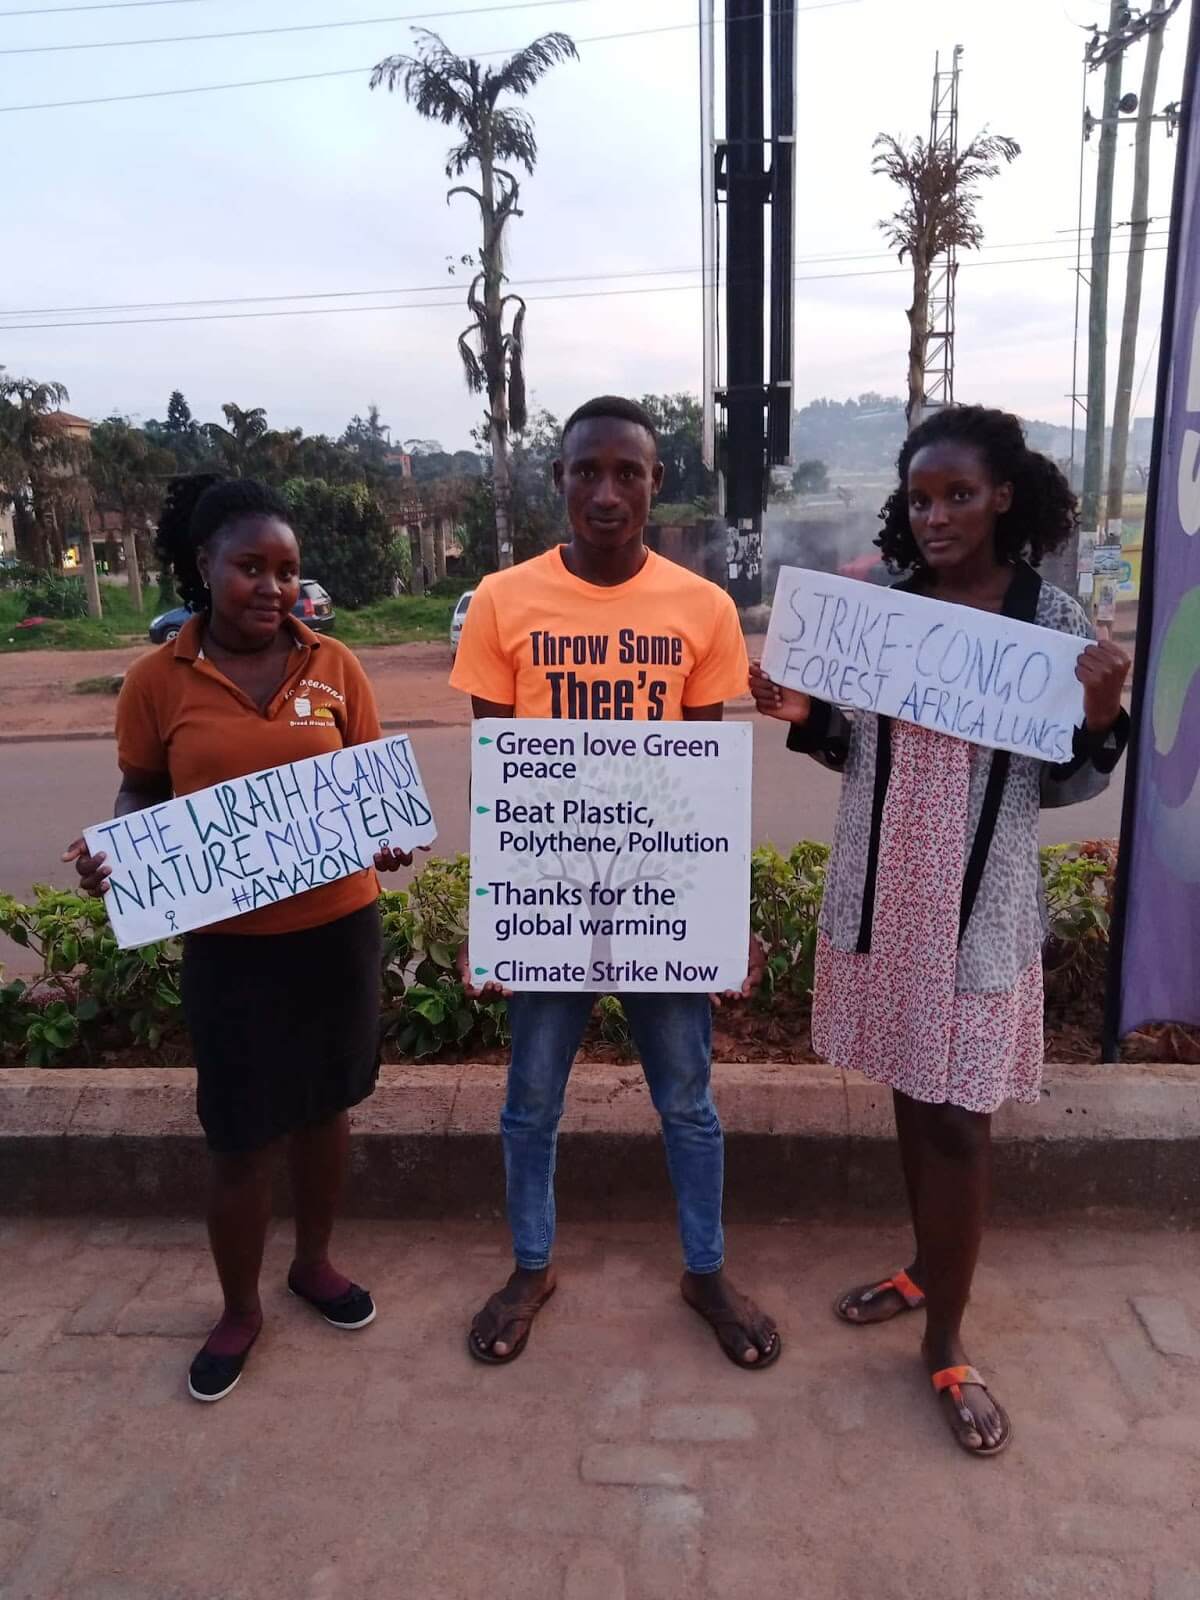 THE WRATH AGAINST
NATURE MUST END
#AMAZON
CENTRAL
Throw Some
Thee's
Green love Green
peace
Beat Plastic,
Polythene, Pollution
Thanks for the
global warming
Climate Strike Now
STRIKE-CONGO
FOREST AFRICA LUNGS